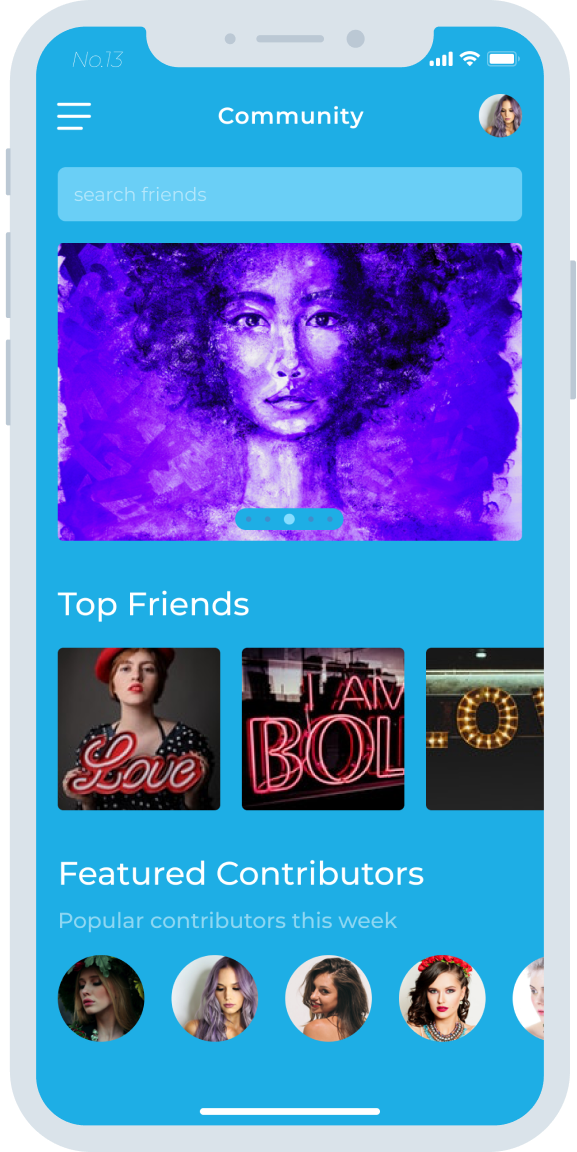 No.13
Community
search friends
Top Friends
Love
I AM
BOL
LOV
Featured Contributors
Popular contributors this week